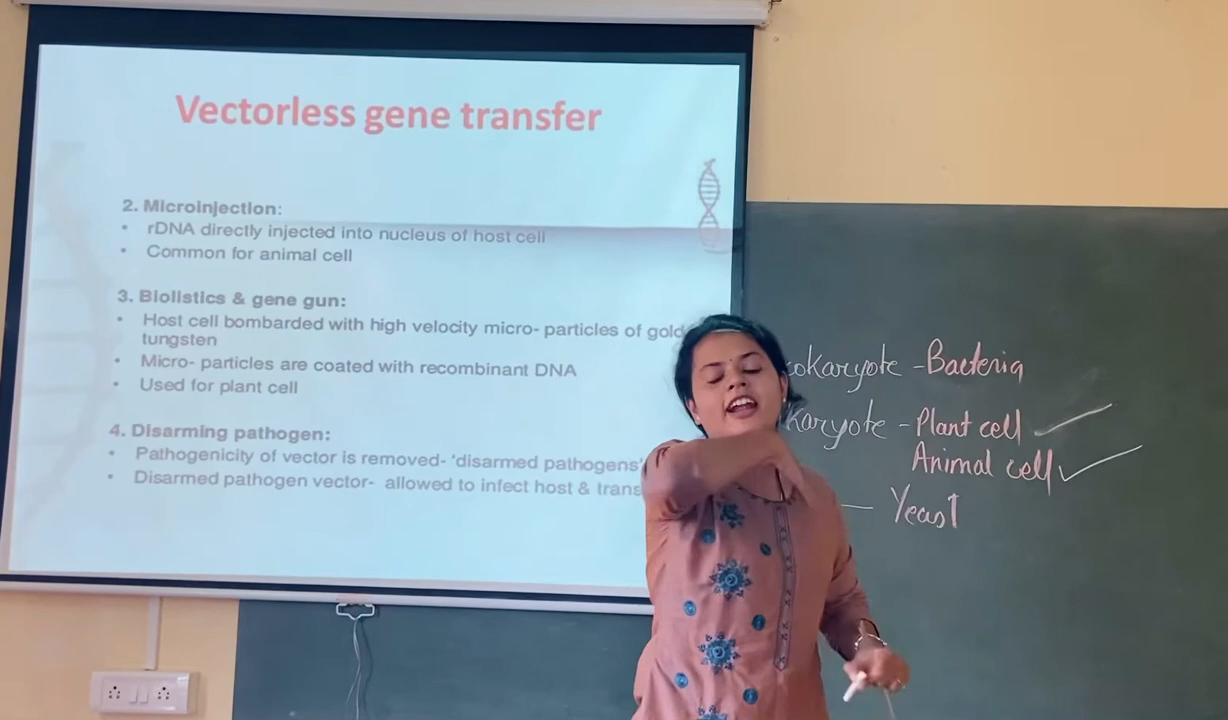 Vectorless gene transfer
2. Microinjection:
• rDNA directly injected into nucleus of host cell
• Common for animal cell
3. Biolistics & gene gun:
• Host cell bombarded with high velocity micro- particles of gold
tungsten
• Micro- particles are coated with recombinant DNA
• Used for plant cell
4. Disarming pathogen:
• Pathogenicity of vector is removed- 'disarmed pathogens'
• Disarmed pathogen vector- allowed to infect host & trans
- Bacteria
karyote - Plant cell
Animal cell
— Yeast